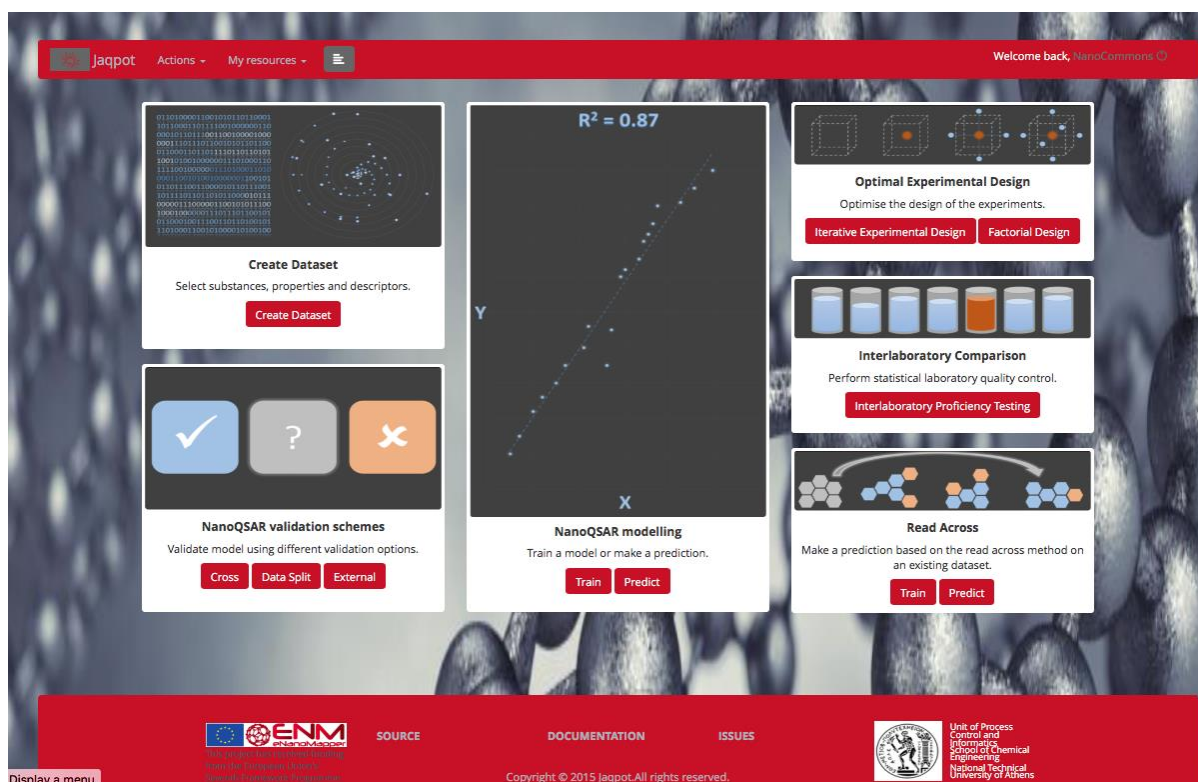 Jaqpot Actions My resources Welcome back, NanoCommons
Create Dataset
Select substances, properties and descriptors.
Create Dataset
?
NanoQSAR validation schemes
Validate model using different validation options.
Cross Data Split External
R² = 0.87
Y
X
NanoQSAR modelling
Train a model or make a prediction.
Train Predict
Optimal Experimental Design
Optimise the design of the experiments.
Iterative Experimental Design Factorial Design
Interlaboratory Comparison
Perform statistical laboratory quality control.
Interlaboratory Proficiency Testing
Read Across
Make a prediction based on the read across method on
an existing dataset.
Train Predict
ENM
eNanoMapper
SOURCE DOCUMENTATION ISSUES
Copyright © 2015 Jaqpot.All rights reserved.
Unit of Process
Control and
Informatics
School of Chemical
Engineering
National Technical
University of Athens
Display a menu